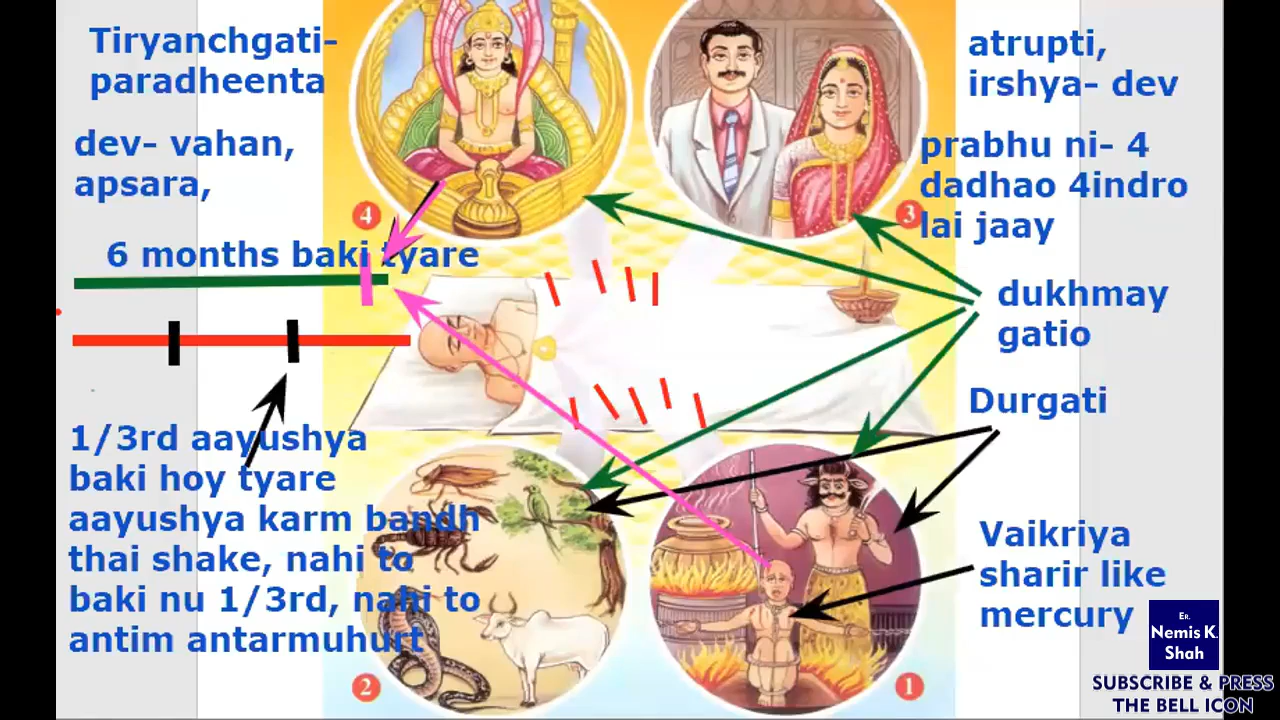 Tiryanchgati-
paradheenta
dev- vahan,
apsara,
6 months baki tyare
1/3rd aayushya
baki hoy tyare
aayushya karm bandh
thai shake, nahi to
baki nu 1/3rd, nahi to
antim antarmuhurt
4
3
2
1
atrupti,
irshya- dev
prabhu ni- 4
dadhao 4indro
lai jaay
dukhmay
gatio
Durgati
Vaikriya
sharir like
mercury
Er.
Nemis K.
Shah
SUBSCRIBE & PRESS
THE BELL ICON